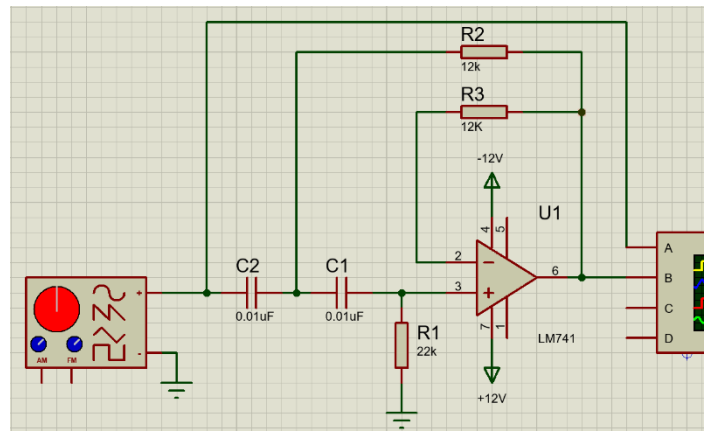 R2
12k
R3
12K
-12V
U1
4
5
A
2
6
B
C2
C1
3
+
-
C
0.01uF
0.01uF
R1
7
1
LM741
D
22k
AM
FM
+12V